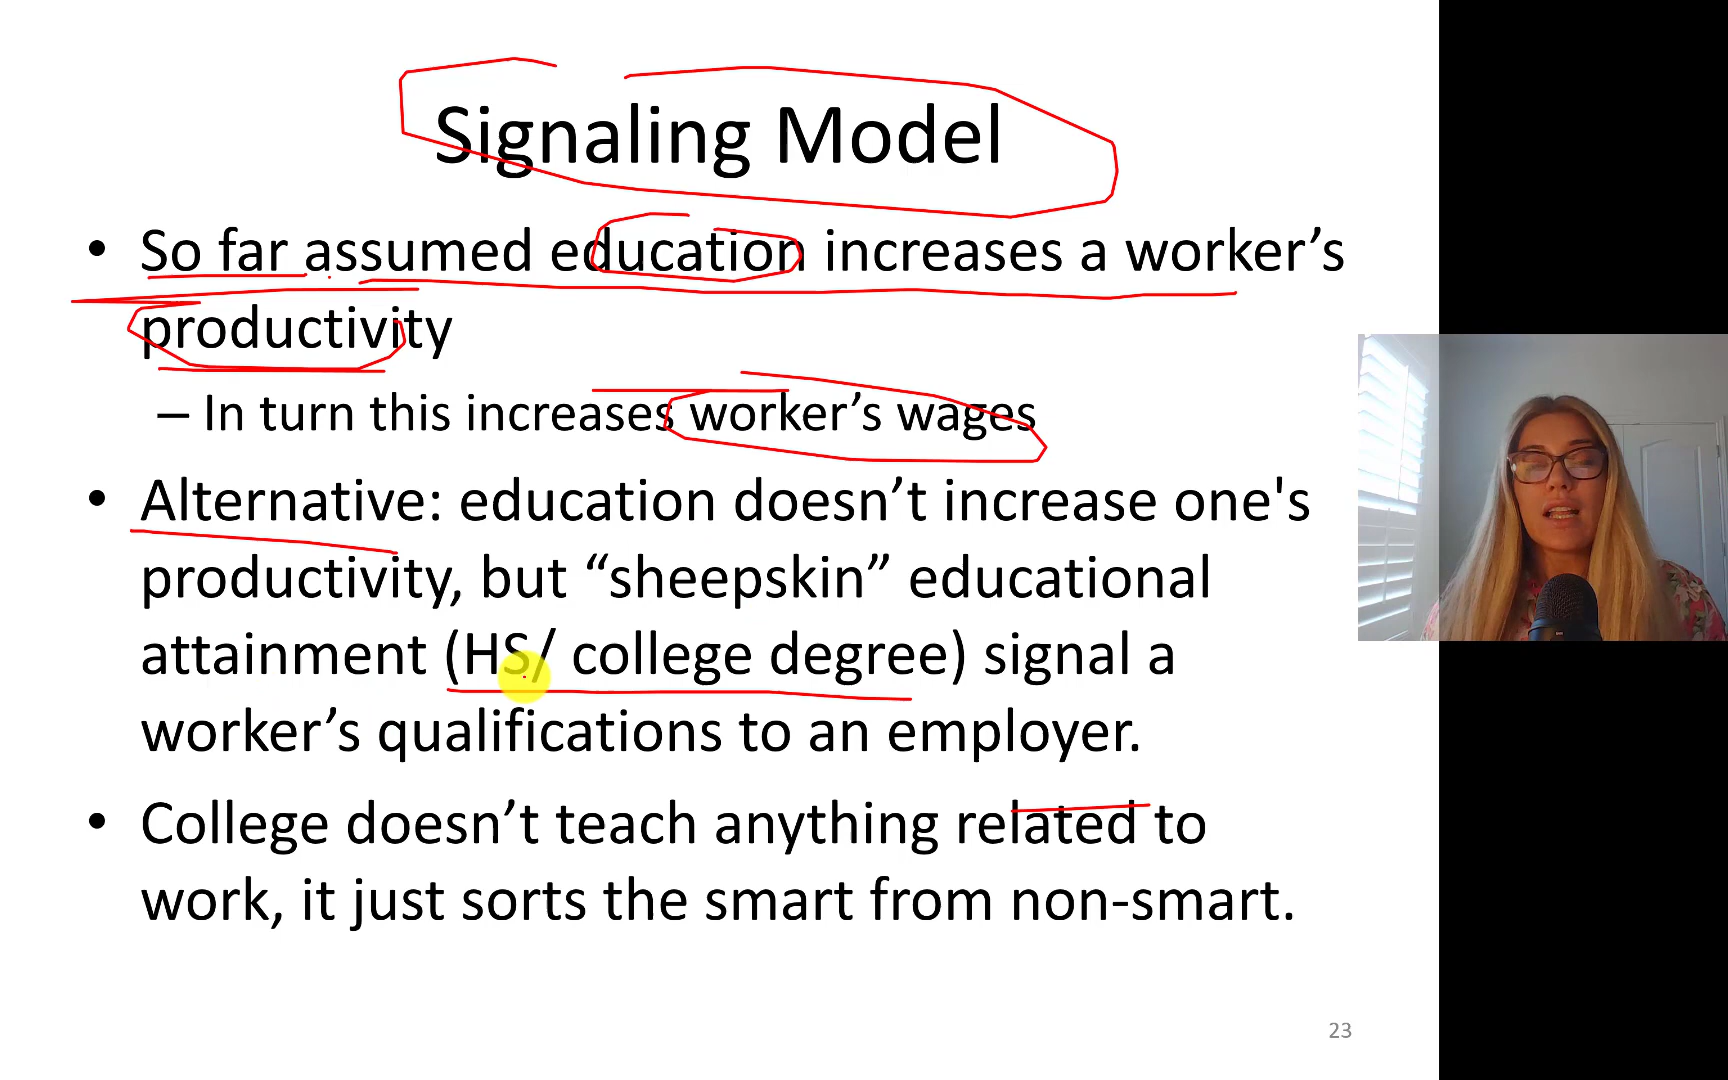 Signaling Model
• So far assumed education increases a worker’s
productivity
– In turn this increases worker’s wages
• Alternative: education doesn’t increase one's
productivity, but “sheepskin” educational
attainment (HS/ college degree) signal a
worker’s qualifications to an employer.
• College doesn’t teach anything related to
work, it just sorts the smart from non-smart.
23